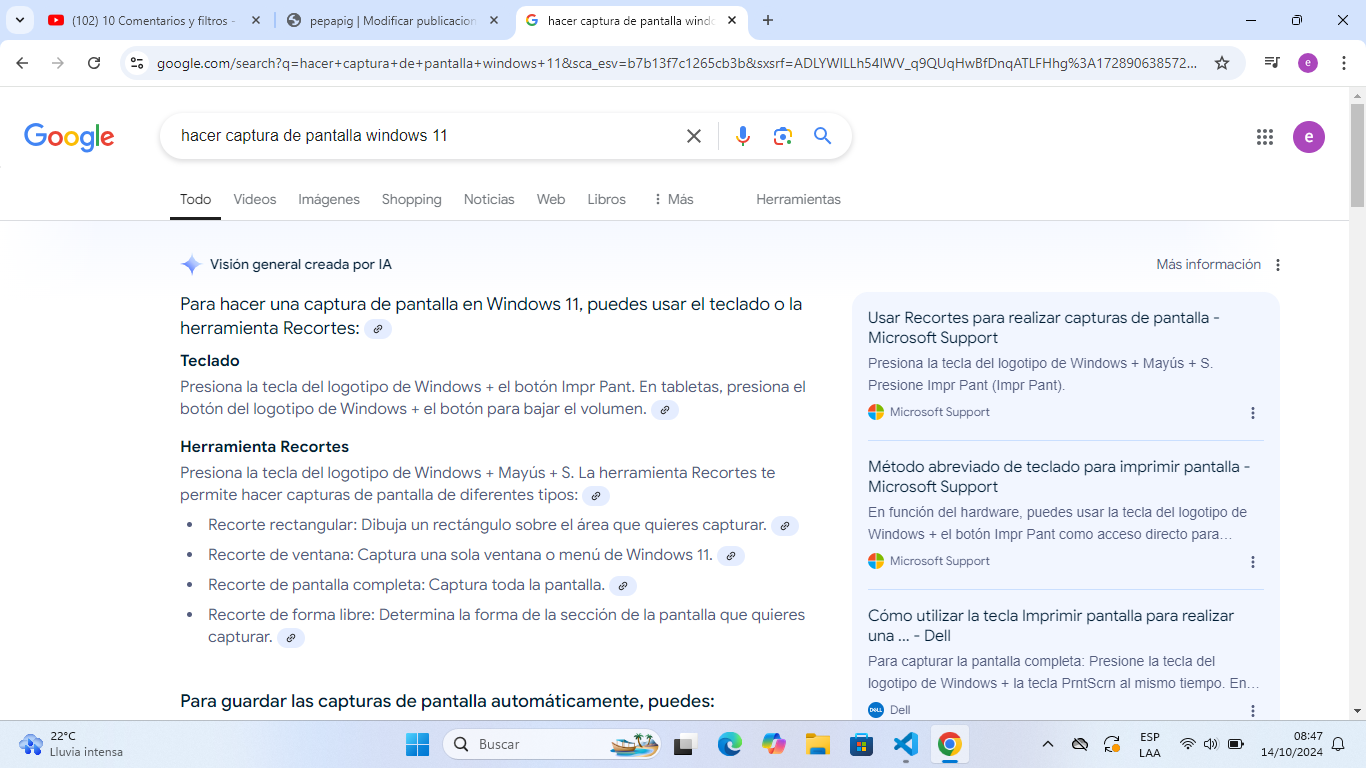 (102) 10 Comentarios y filtros -
pepapig | Modificar publicacion
hacer captura de pantalla windo
google.com/search?q=hacer+captura+de+pantalla+windows+11&sca_esv=b7b13f7c1265cb3b&sxsrf=ADLYWILLh54IWV_q9QUqHwBfDnqATLFHhg%3A172890638572...
e
Google
hacer captura de pantalla windows 11
e
Todo
Videos
Imágenes
Shopping
Noticias
Web
Libros
Más
Herramientas
Visión general creada por IA
Más información
Para hacer una captura de pantalla en Windows 11, puedes usar el teclado o la
herramienta Recortes:
Teclado
Presiona la tecla del logotipo de Windows + el botón Impr Pant. En tabletas, presiona el
botón del logotipo de Windows + el botón para bajar el volumen.
Herramienta Recortes
Presiona la tecla del logotipo de Windows + Mayús + S. La herramienta Recortes te
permite hacer capturas de pantalla de diferentes tipos:
• Recorte rectangular: Dibuja un rectángulo sobre el área que quieres capturar.
• Recorte de ventana: Captura una sola ventana o menú de Windows 11.
• Recorte de pantalla completa: Captura toda la pantalla.
• Recorte de forma libre: Determina la forma de la sección de la pantalla que quieres
capturar.
Para guardar las capturas de pantalla automáticamente, puedes:
Usar Recortes para realizar capturas de pantalla -
Microsoft Support
Presiona la tecla del logotipo de Windows + Mayús + S.
Presione Impr Pant (Impr Pant).
Microsoft Support
Método abreviado de teclado para imprimir pantalla -
Microsoft Support
En función del hardware, puedes usar la tecla del logotipo de
Windows + el botón Impr Pant como acceso directo para…
Microsoft Support
Cómo utilizar la tecla Imprimir pantalla para realizar
una ... - Dell
Para capturar la pantalla completa: Presione la tecla del
logotipo de Windows + la tecla PrntScrn al mismo tiempo. En…
DELL
Dell
22°C
Lluvia intensa
Buscar
ESP
LAA
08:47
14/10/2024